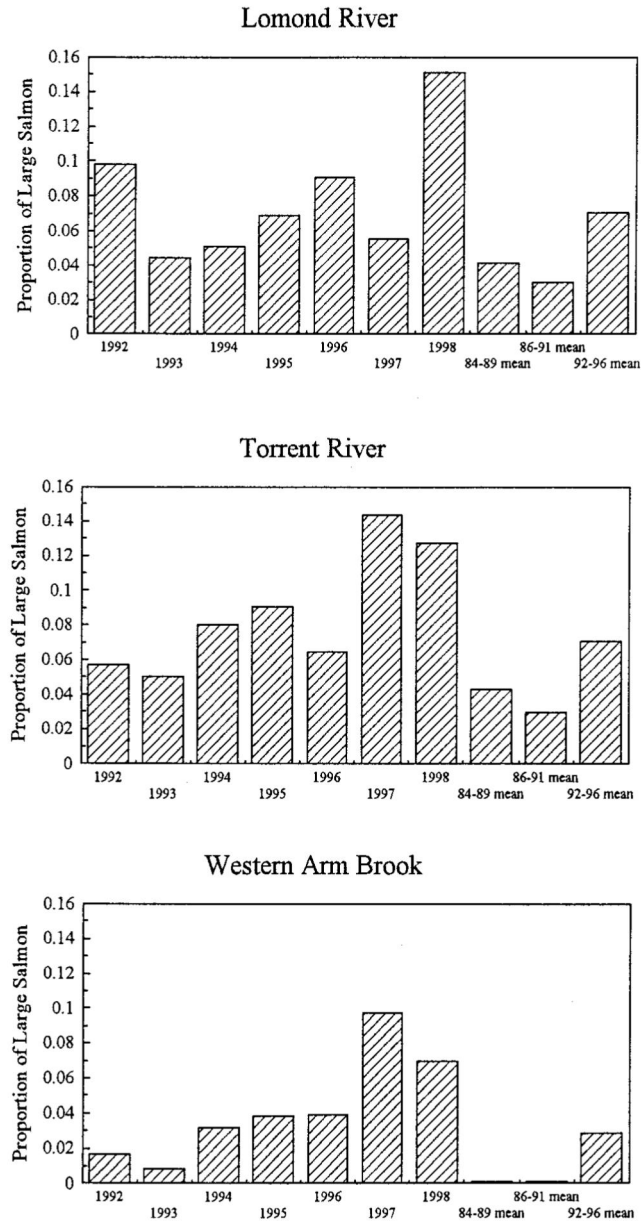 Lomond River
Proportion of Large Salmon
0.16
0.14
0.12
0.1
0.08
0.06
0.04
0.02
0
1992 1994 1996 1998 86-91 mean
1993 1995 1997 84-89 mean 92-96 mean
Torrent River
Proportion of Large Salmon
0.16
0.14
0.12
0.1
0.08
0.06
0.04
0.02
0
1992 1994 1996 1998 86-91 mean
1993 1995 1997 84-89 mean 92-96 mean
Western Arm Brook
Proportion of Large Salmon
0.16
0.14
0.12
0.1
0.08
0.06
0.04
0.02
0
1992 1994 1996 1998 86-91 mean
1993 1995 1997 84-89 mean 92-96 mean